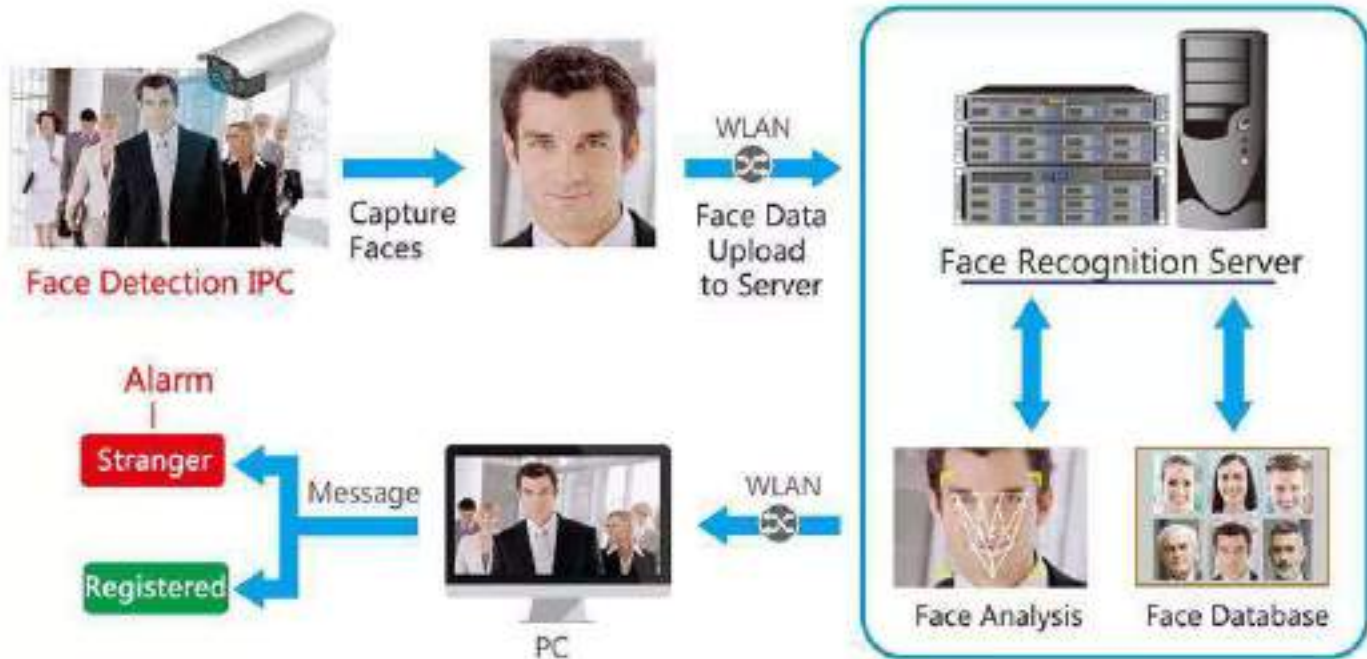 WLAN
Capture
Faces
Face Data
Upload
to Server
Face Detection IPC
Face Recognition Server
Alarm
Stranger
Message
WLAN
Registered
PC
Face Analysis
Face Database